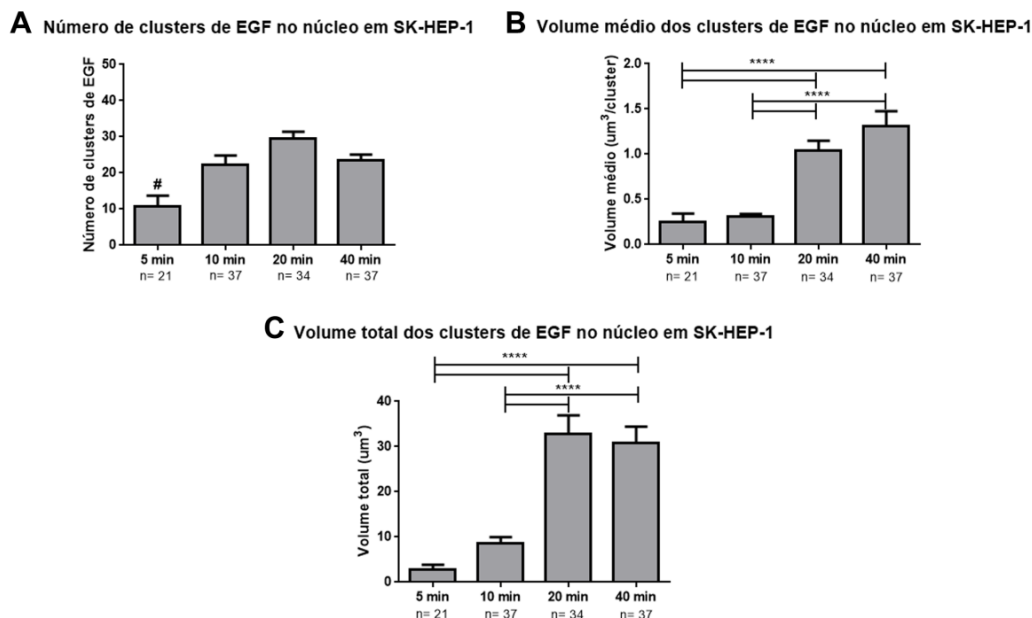 A Número de clusters de EGF no núcleo em SK-HEP-1
Número de clusters de EGF
50
40
30
20
10
0
#
5 min 10 min 20 min 40 min
n= 21 n= 37 n= 34 n= 37
B Volume médio dos clusters de EGF no núcleo em SK-HEP-1
Volume médio (um³/cluster)
2.0
1.5
1.0
0.5
0.0
****
****
5 min 10 min 20 min 40 min
n= 21 n= 37 n= 34 n= 37
C Volume total dos clusters de EGF no núcleo em SK-HEP-1
Volume total (um³)
40
30
20
10
0
****
****
5 min 10 min 20 min 40 min
n= 21 n= 37 n= 34 n= 37